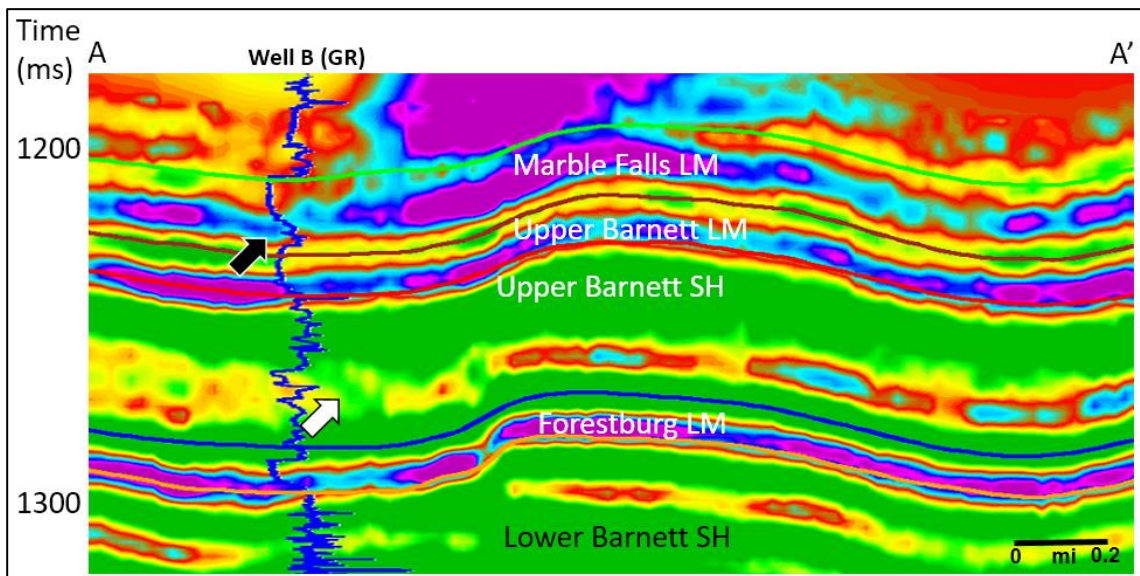 Time
(ms)
A
Well B (GR)
A'
1200
Marble Falls LM
Upper Barnett LM
Upper Barnett SH
Forestburg LM
1300
Lower Barnett SH
0 mi 0.2